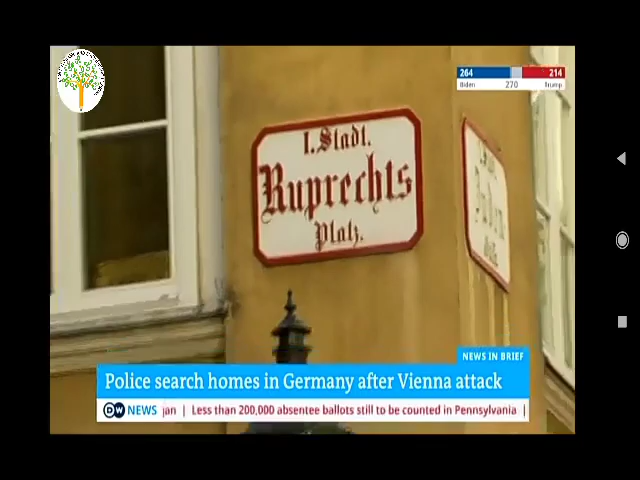 264 214
Biden 270 Trump
I. Stadt.
Ruprechts
Platz.
NEWS IN BRIEF
Police search homes in Germany after Vienna attack
DW NEWS jan | Less than 200,000 absentee ballots still to be counted in Pennsylvania |